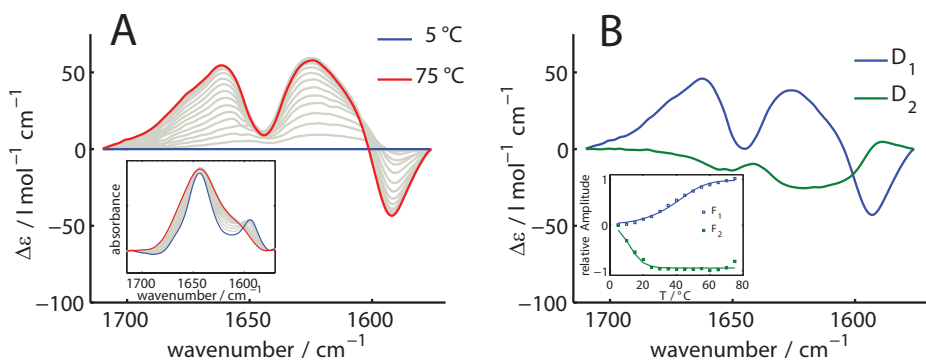 A
5 °C
75 °C
50
0
−50
−100
Δε / l mol−1 cm−1
1700
1650
1600
wavenumber / cm−1
absorbance
1700
1650
1600
wavenumber / cm−1
B
D1
D2
50
0
−50
−100
Δε / l mol−1 cm−1
1700
1650
1600
wavenumber / cm−1
relative Amplitude
1
0
−1
F1
F2
0
20
40
60
80
T / °C